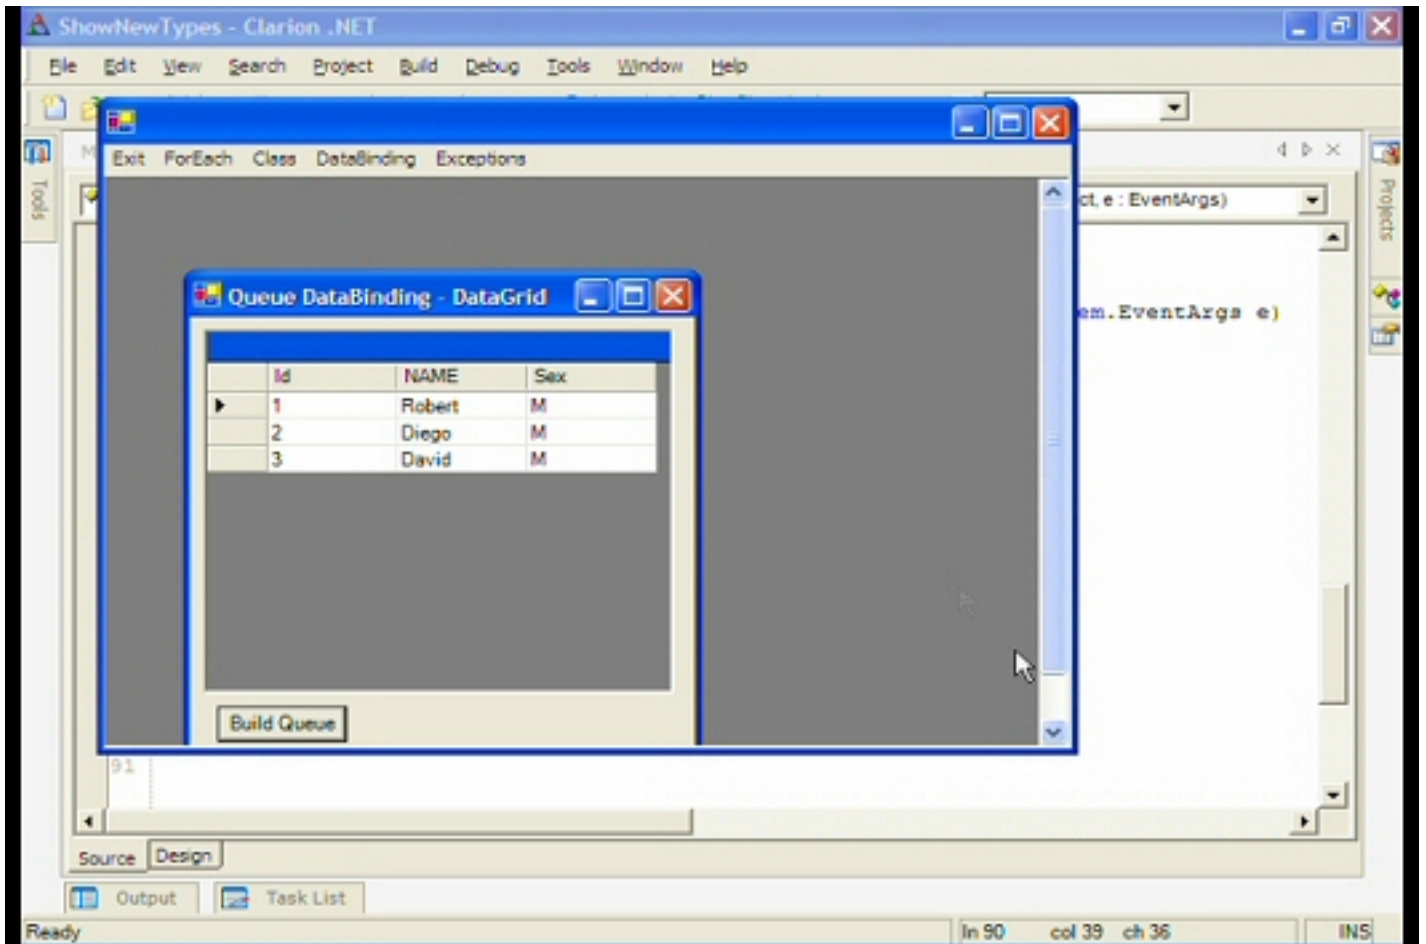 ShowNewTypes - Clarion .NET
File Edit View Search Project Build Debug Tools Window Help
Exit ForEach Class DataBinding Exceptions
Tools
Projects
ct, e : EventArgs)
Queue DataBinding - DataGrid
em.EventArgs e)
Id NAME Sex
1 Robert M
2 Diego M
3 David M
Build Queue
91
Source Design
Output Task List
Ready ln 90 col 39 ch 36 INS